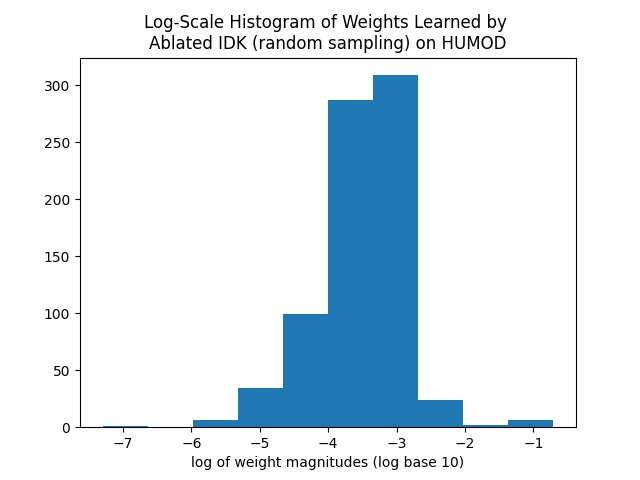 Log-Scale Histogram of Weights Learned by
Ablated IDK (random sampling) on HUMOD
300
250
200
150
100
50
0
−7 −6 −5 −4 −3 −2 −1
log of weight magnitudes (log base 10)